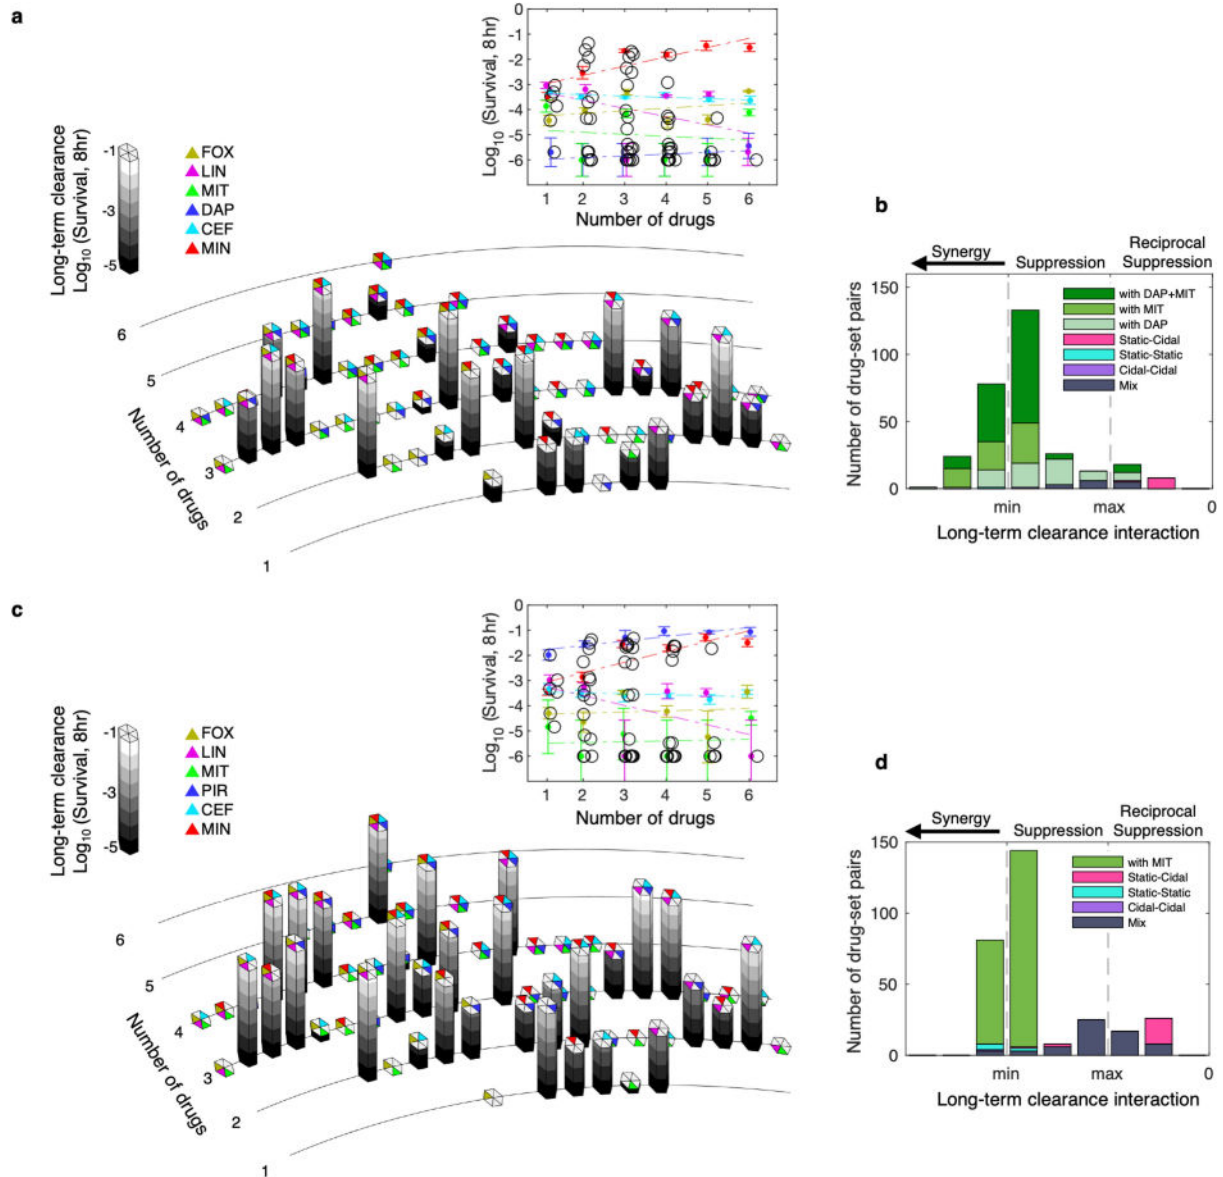 a
Long-term clearance
Log10 (Survival, 8hr)
-1
-3
-5
FOX
LIN
MIT
DAP
CEF
MIN
Log10 (Survival, 8hr)
0
-1
-2
-3
-4
-5
-6
1 2 3 4 5 6
Number of drugs
6
5
4
3
2
1
Number of drugs
b
Synergy
Suppression
Reciprocal
Suppression
Number of drug-set pairs
150
100
50
0
with DAP+MIT
with MIT
with DAP
Static-Cidal
Static-Static
Cidal-Cidal
Mix
min max 0
Long-term clearance interaction
c
Long-term clearance
Log10 (Survival, 8hr)
-1
-3
-5
FOX
LIN
MIT
PIR
CEF
MIN
Log10 (Survival, 8hr)
0
-1
-2
-3
-4
-5
-6
1 2 3 4 5 6
Number of drugs
6
5
4
3
2
1
Number of drugs
d
Synergy
Suppression
Reciprocal
Suppression
Number of drug-set pairs
150
100
50
0
with MIT
Static-Cidal
Static-Static
Cidal-Cidal
Mix
min max 0
Long-term clearance interaction